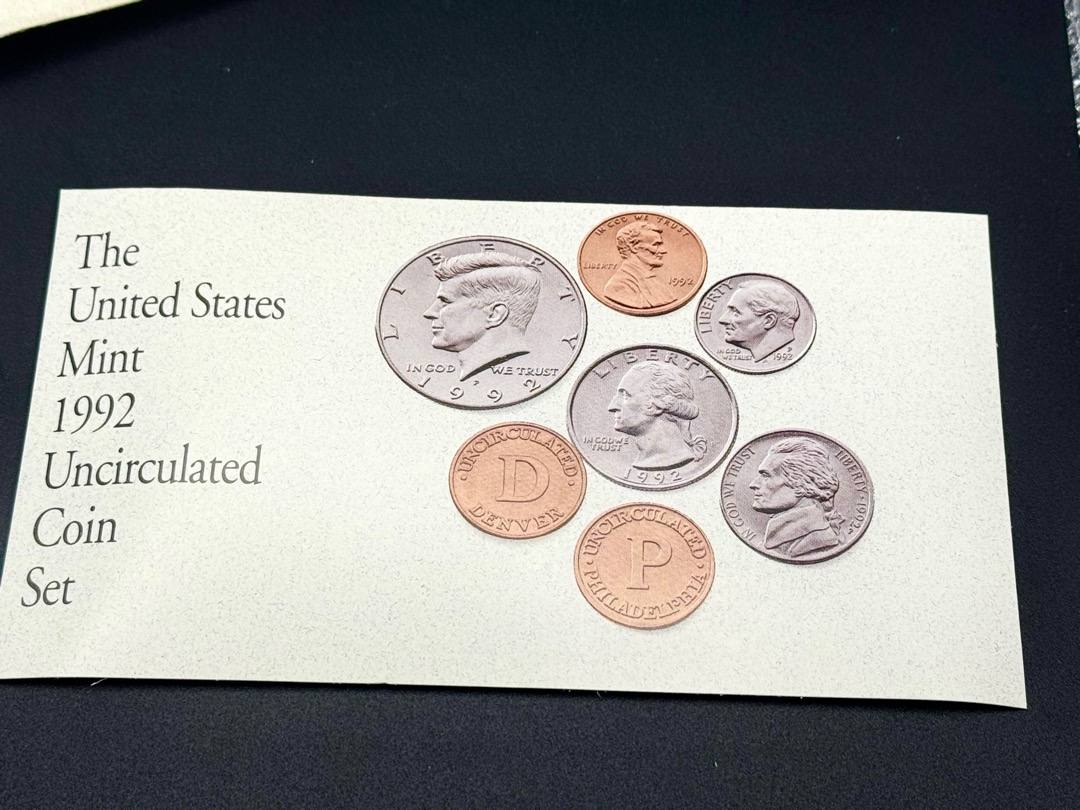 The
United States
Mint
1992
Uncirculated
Coin
Set
LIBERTY
IN GOD WE TRUST
P
1992
IN GOD WE TRUST
LIBERTY
1992
LIBERTY
IN GOD
WE TRUST
P
1992
LIBERTY
IN GOD WE
TRUST
1992
·UNCIRCULATED·
D
DENVER
IN GOD WE TRUST
LIBERTY·1992
P
·UNCIRCULATED·
P
PHILADELPHIA